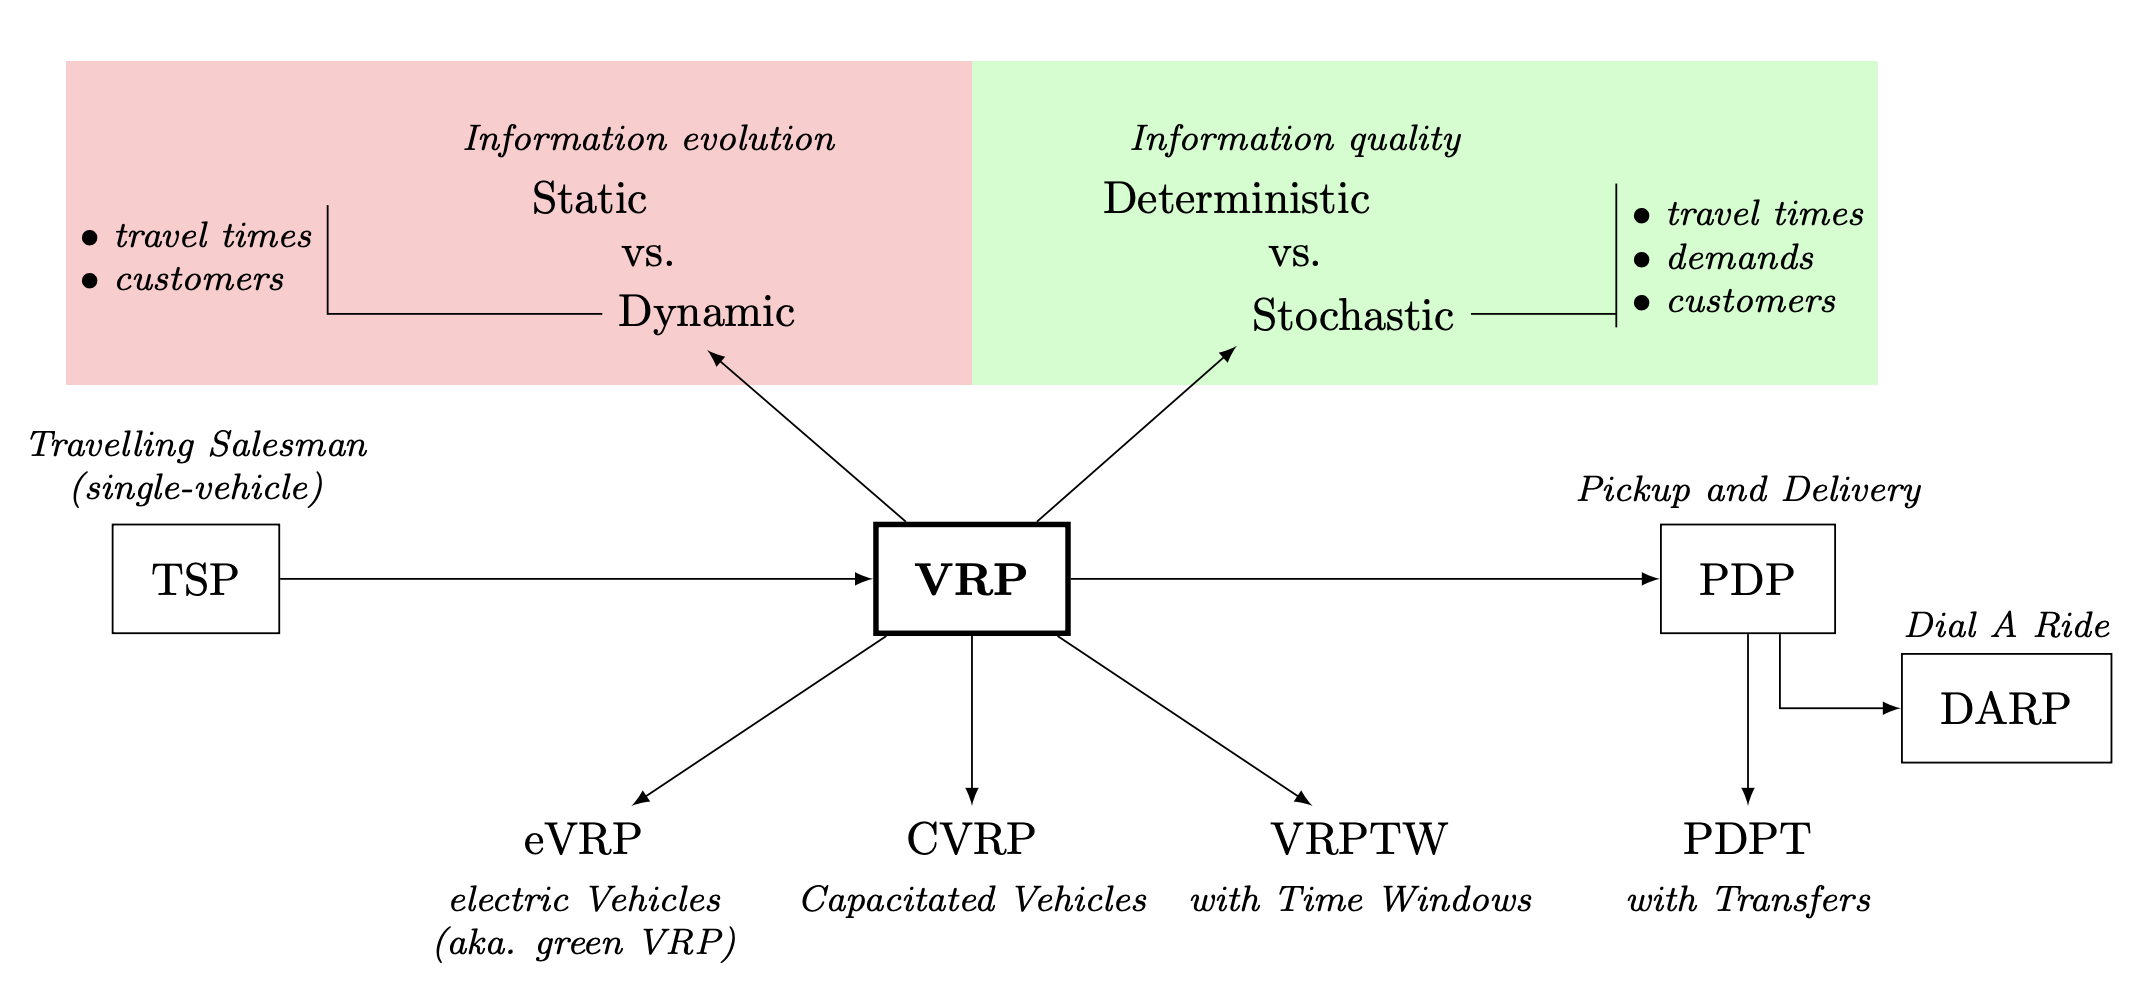 Information evolution
Static
vs.
Dynamic
• travel times
• customers
Information quality
Deterministic
vs.
Stochastic
• travel times
• demands
• customers
Travelling Salesman
(single-vehicle)
TSP
VRP
Pickup and Delivery
PDP
Dial A Ride
DARP
eVRP
electric Vehicles
(aka. green VRP)
CVRP
Capacitated Vehicles
VRPTW
with Time Windows
PDPT
with Transfers